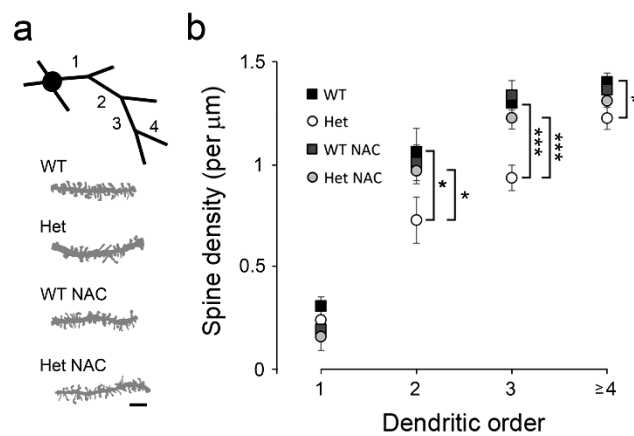 a
1
2
3
4
WT
Het
WT NAC
Het NAC
b
Spine density (per μm)
1.5
1
0.5
0
WT
Het
WT NAC
Het NAC
*
*
***
***
*
1
2
3
≥4
Dendritic order